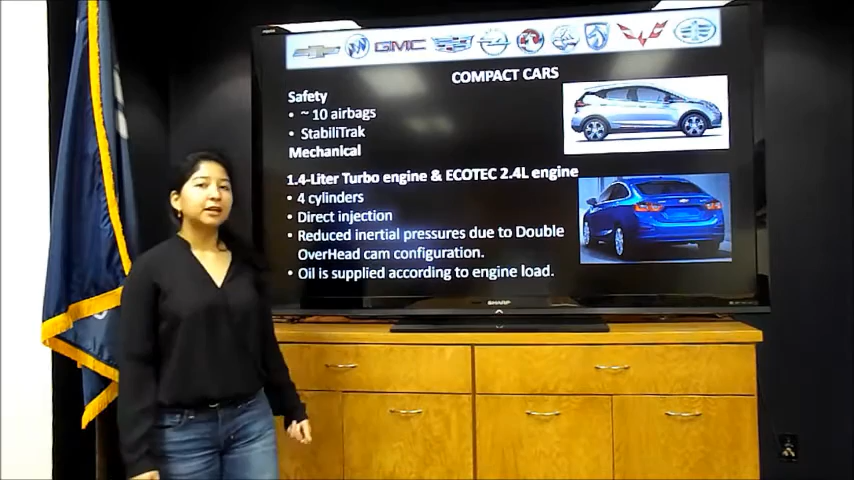 GMC
COMPACT CARS
Safety
• ~ 10 airbags
• StabiliTrak
Mechanical
1.4-Liter Turbo engine & ECOTEC 2.4L engine
• 4 cylinders
• Direct injection
• Reduced inertial pressures due to Double
OverHead cam configuration.
• Oil is supplied according to engine load.
SHARP